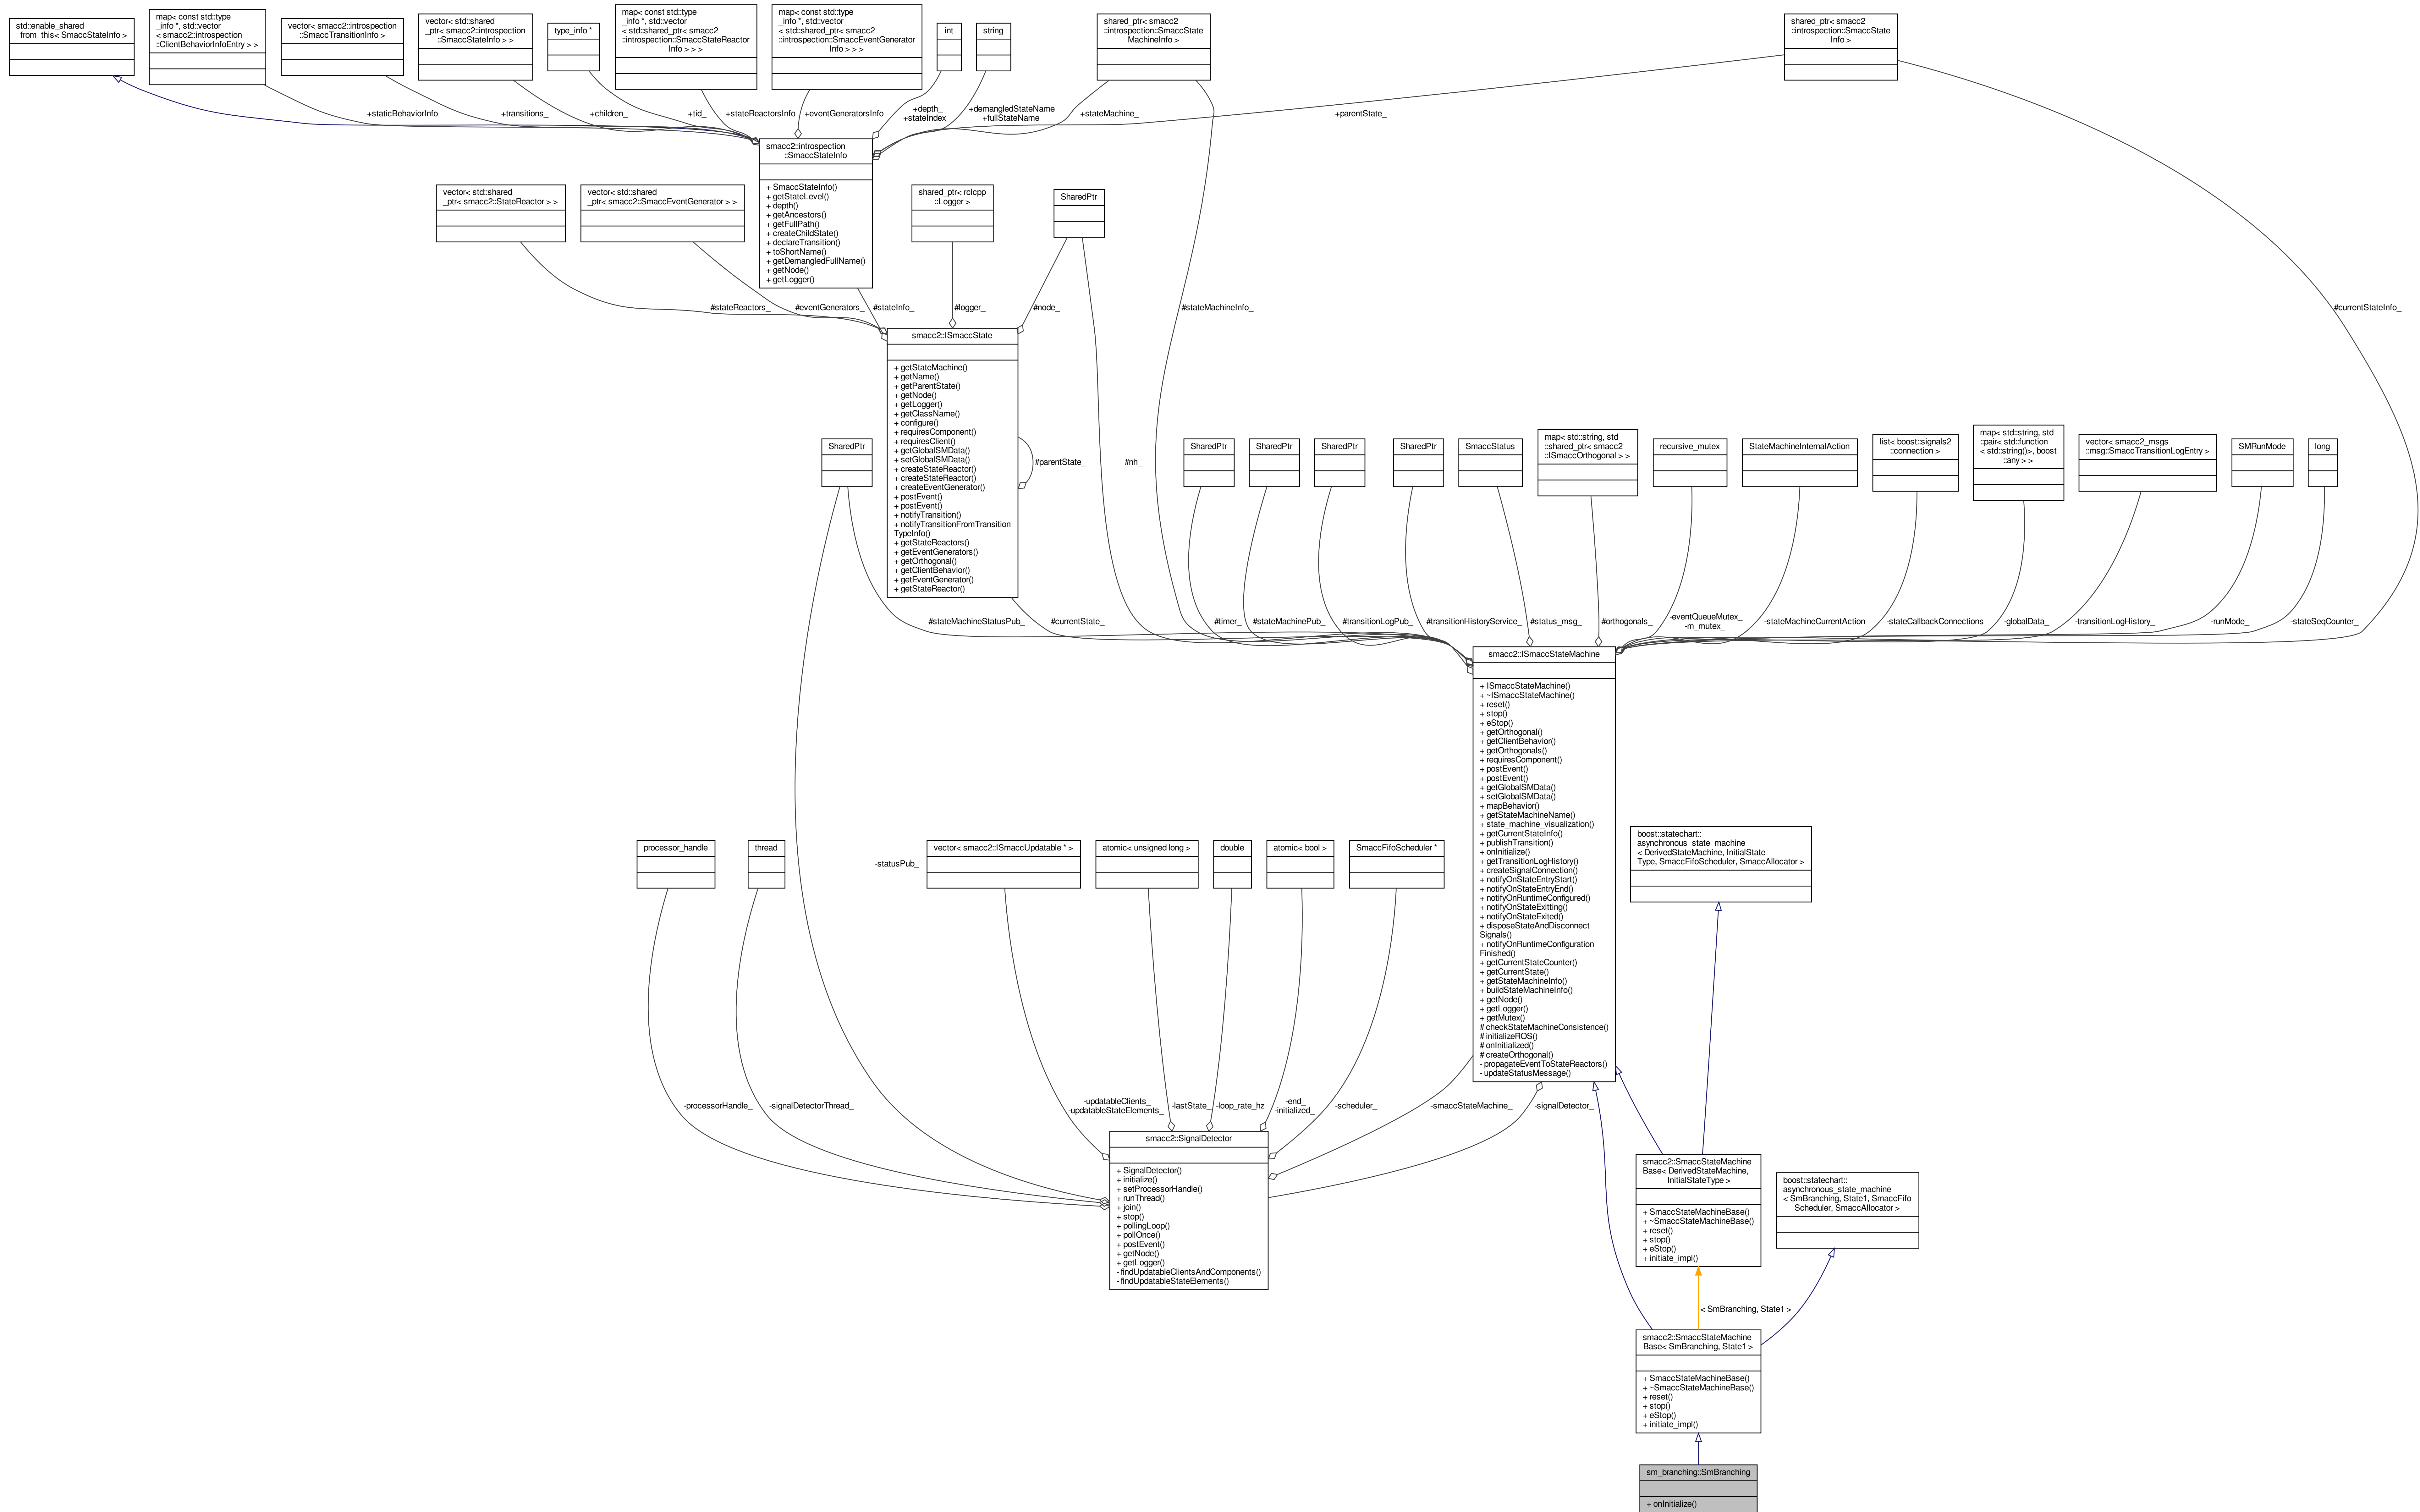 std::enable_shared
_from_this< SmaccStateInfo >
map< const std::type
_info *, std::vector
< smacc2::introspection
::ClientBehaviorInfoEntry > >
vector< smacc2::introspection
::SmaccTransitionInfo >
vector< std::shared
_ptr< smacc2::introspection
::SmaccStateInfo > >
type_info *
map< const std::type
_info *, std::vector
< std::shared_ptr< smacc2
::introspection::SmaccStateReactor
Info > > >
map< const std::type
_info *, std::vector
< std::shared_ptr< smacc2
::introspection::SmaccEventGenerator
Info > > >
int
string
shared_ptr< smacc2
::introspection::SmaccState
MachineInfo >
shared_ptr< smacc2
::introspection::SmaccState
Info >
+staticBehaviorInfo
+transitions_
+children_
+tid_
+stateReactorsInfo
+eventGeneratorsInfo
+depth_
+stateIndex_
+demangledStateName
+fullStateName
+stateMachine_
+parentState_
smacc2::introspection
::SmaccStateInfo
+ SmaccStateInfo()
+ getStateLevel()
+ depth()
+ getAncestors()
+ getFullPath()
+ createChildState()
+ declareTransition()
+ toShortName()
+ getDemangledFullName()
+ getNode()
+ getLogger()
vector< std::shared
_ptr< smacc2::StateReactor > >
vector< std::shared
_ptr< smacc2::SmaccEventGenerator > >
shared_ptr< rclcpp
::Logger >
SharedPtr
#stateReactors_
#eventGenerators_
#stateInfo_
#logger_
#node_
#stateMachineInfo_
#currentStateInfo_
smacc2::ISmaccState
+ getStateMachine()
+ getName()
+ getParentState()
+ getNode()
+ getLogger()
+ getClassName()
+ configure()
+ requiresComponent()
+ requiresClient()
+ getGlobalSMData()
+ setGlobalSMData()
+ createStateReactor()
+ createStateReactor()
+ createEventGenerator()
+ postEvent()
+ postEvent()
+ notifyTransition()
+ notifyTransitionFromTransition
TypeInfo()
+ getStateReactors()
+ getEventGenerators()
+ getOrthogonal()
+ getClientBehavior()
+ getEventGenerator()
+ getStateReactor()
#parentState_
#nh_
SharedPtr
SharedPtr
SharedPtr
SharedPtr
SharedPtr
SmaccStatus
map< std::string, std
::shared_ptr< smacc2
::ISmaccOrthogonal > >
recursive_mutex
StateMachineInternalAction
list< boost::signals2
::connection >
map< std::string, std
::pair< std::function
< std::string()>, boost
::any > >
vector< smacc2_msgs
::msg::SmaccTransitionLogEntry >
SMRunMode
long
#stateMachineStatusPub_
#currentState_
#timer_
#stateMachinePub_
#transitionLogPub_
#transitionHistoryService_
#status_msg_
#orthogonals_
-eventQueueMutex_
-m_mutex_
-stateMachineCurrentAction
-stateCallbackConnections
-globalData_
-transitionLogHistory_
-runMode_
-stateSeqCounter_
smacc2::ISmaccStateMachine
+ ISmaccStateMachine()
+ ~ISmaccStateMachine()
+ reset()
+ stop()
+ eStop()
+ getOrthogonal()
+ getClientBehavior()
+ getOrthogonals()
+ requiresComponent()
+ postEvent()
+ postEvent()
+ getGlobalSMData()
+ setGlobalSMData()
+ mapBehavior()
+ getStateMachineName()
+ state_machine_visualization()
+ getCurrentStateInfo()
+ publishTransition()
+ onInitialize()
+ getTransitionLogHistory()
+ createSignalConnection()
+ notifyOnStateEntryStart()
+ notifyOnStateEntryEnd()
+ notifyOnRuntimeConfigured()
+ notifyOnStateExitting()
+ notifyOnStateExited()
+ disposeStateAndDisconnect
Signals()
+ notifyOnRuntimeConfiguration
Finished()
+ getCurrentStateCounter()
+ getCurrentState()
+ getStateMachineInfo()
+ buildStateMachineInfo()
+ getNode()
+ getLogger()
+ getMutex()
# checkStateMachineConsistence()
# initializeROS()
# onInitialized()
# createOrthogonal()
- propagateEventToStateReactors()
- updateStatusMessage()
processor_handle
thread
-statusPub_
vector< smacc2::ISmaccUpdatable * >
atomic< unsigned long >
double
atomic< bool >
SmaccFifoScheduler *
boost::statechart::
asynchronous_state_machine
< DerivedStateMachine, InitialState
Type, SmaccFifoScheduler, SmaccAllocator >
-processorHandle_
-signalDetectorThread_
-updatableClients_
-updatableStateElements_
-lastState_
-loop_rate_hz
-end_
-initialized_
-scheduler_
-smaccStateMachine_
-signalDetector_
smacc2::SignalDetector
+ SignalDetector()
+ initialize()
+ setProcessorHandle()
+ runThread()
+ join()
+ stop()
+ pollingLoop()
+ pollOnce()
+ postEvent()
+ getNode()
+ getLogger()
- findUpdatableClientsAndComponents()
- findUpdatableStateElements()
smacc2::SmaccStateMachine
Base< DerivedStateMachine,
InitialStateType >
+ SmaccStateMachineBase()
+ ~SmaccStateMachineBase()
+ reset()
+ stop()
+ eStop()
+ initiate_impl()
boost::statechart::
asynchronous_state_machine
< SmBranching, State1, SmaccFifo
Scheduler, SmaccAllocator >
< SmBranching, State1 >
smacc2::SmaccStateMachine
Base< SmBranching, State1 >
+ SmaccStateMachineBase()
+ ~SmaccStateMachineBase()
+ reset()
+ stop()
+ eStop()
+ initiate_impl()
sm_branching::SmBranching
+ onInitialize()